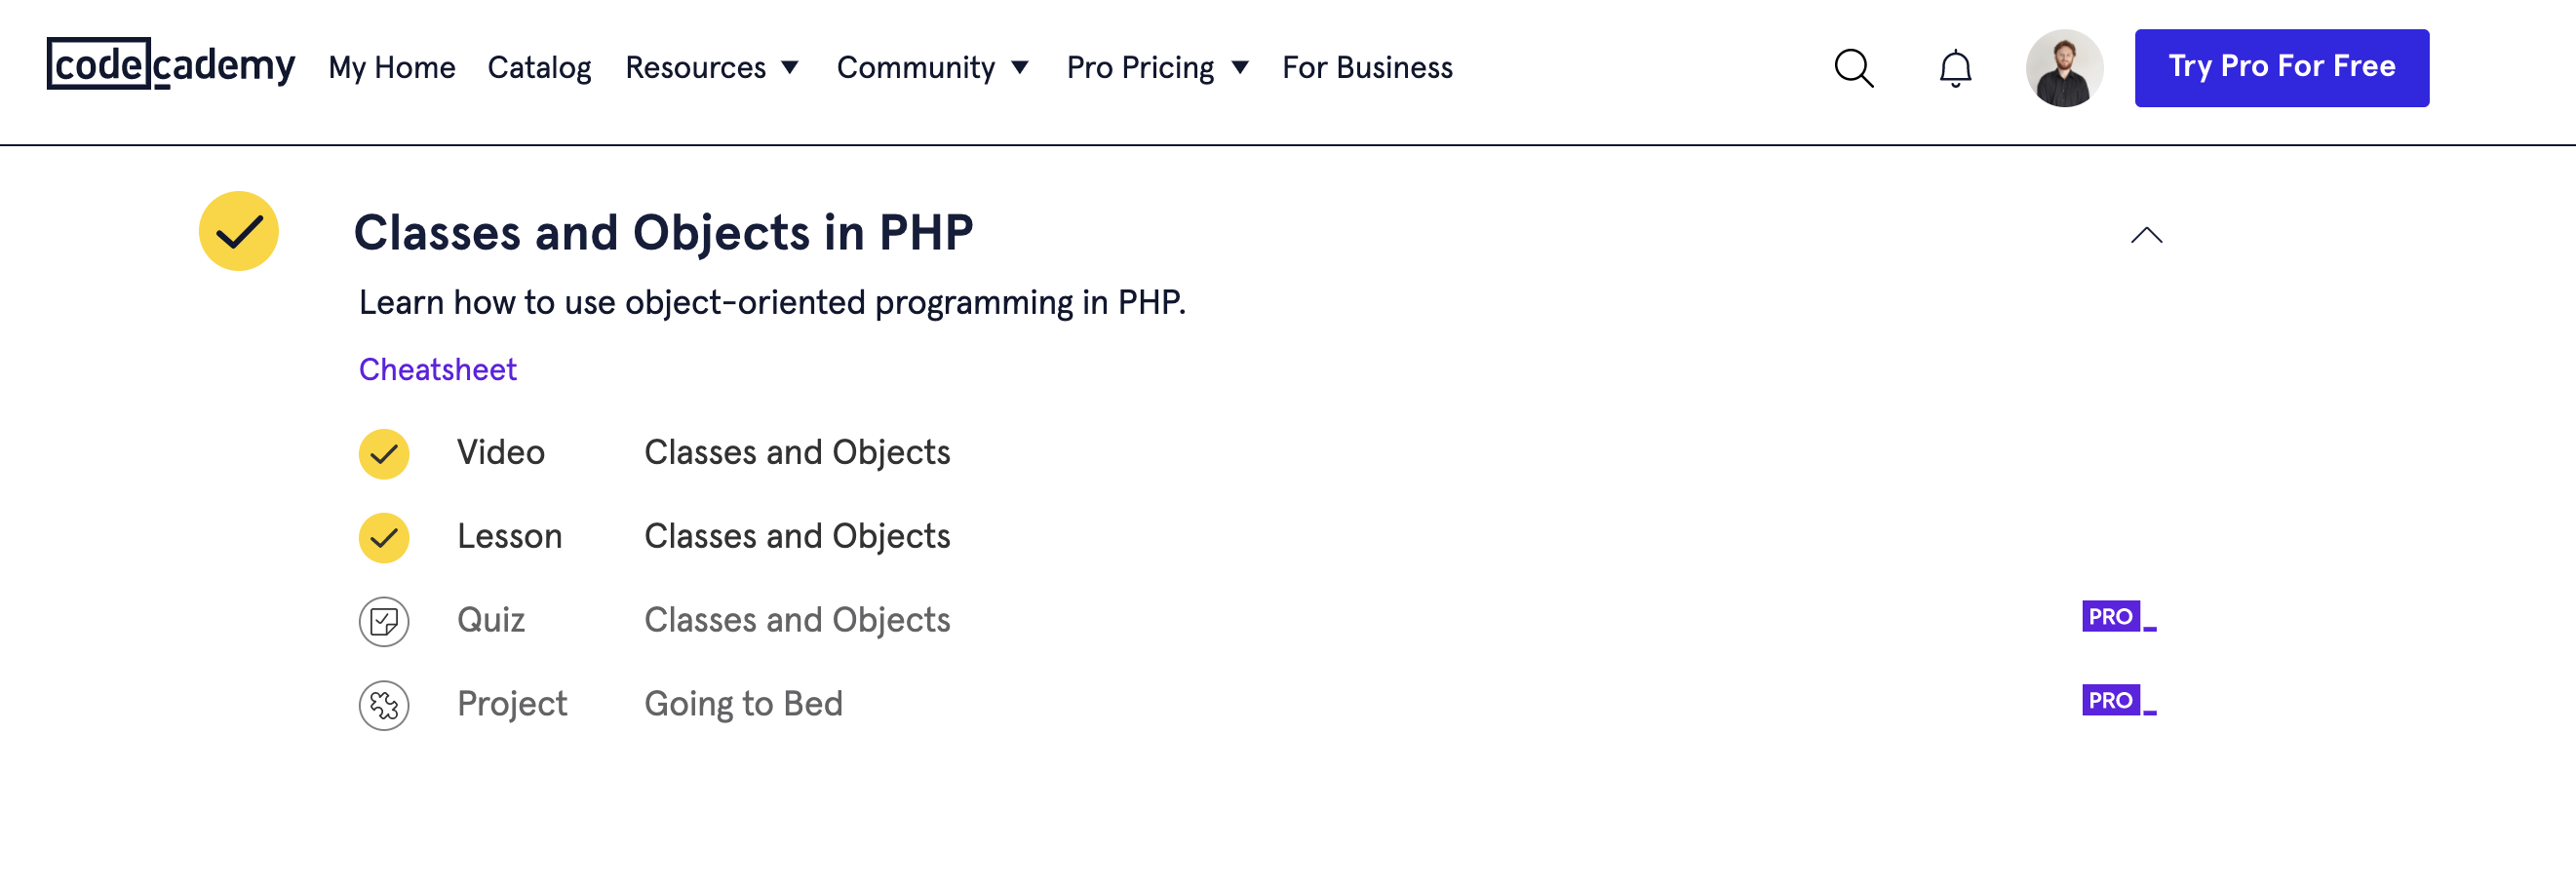 codecademy My Home Catalog Resources Community Pro Pricing For Business Try Pro For Free
Classes and Objects in PHP
Learn how to use object-oriented programming in PHP.
Cheatsheet
Video Classes and Objects
Lesson Classes and Objects
Quiz Classes and Objects PRO
Project Going to Bed PRO